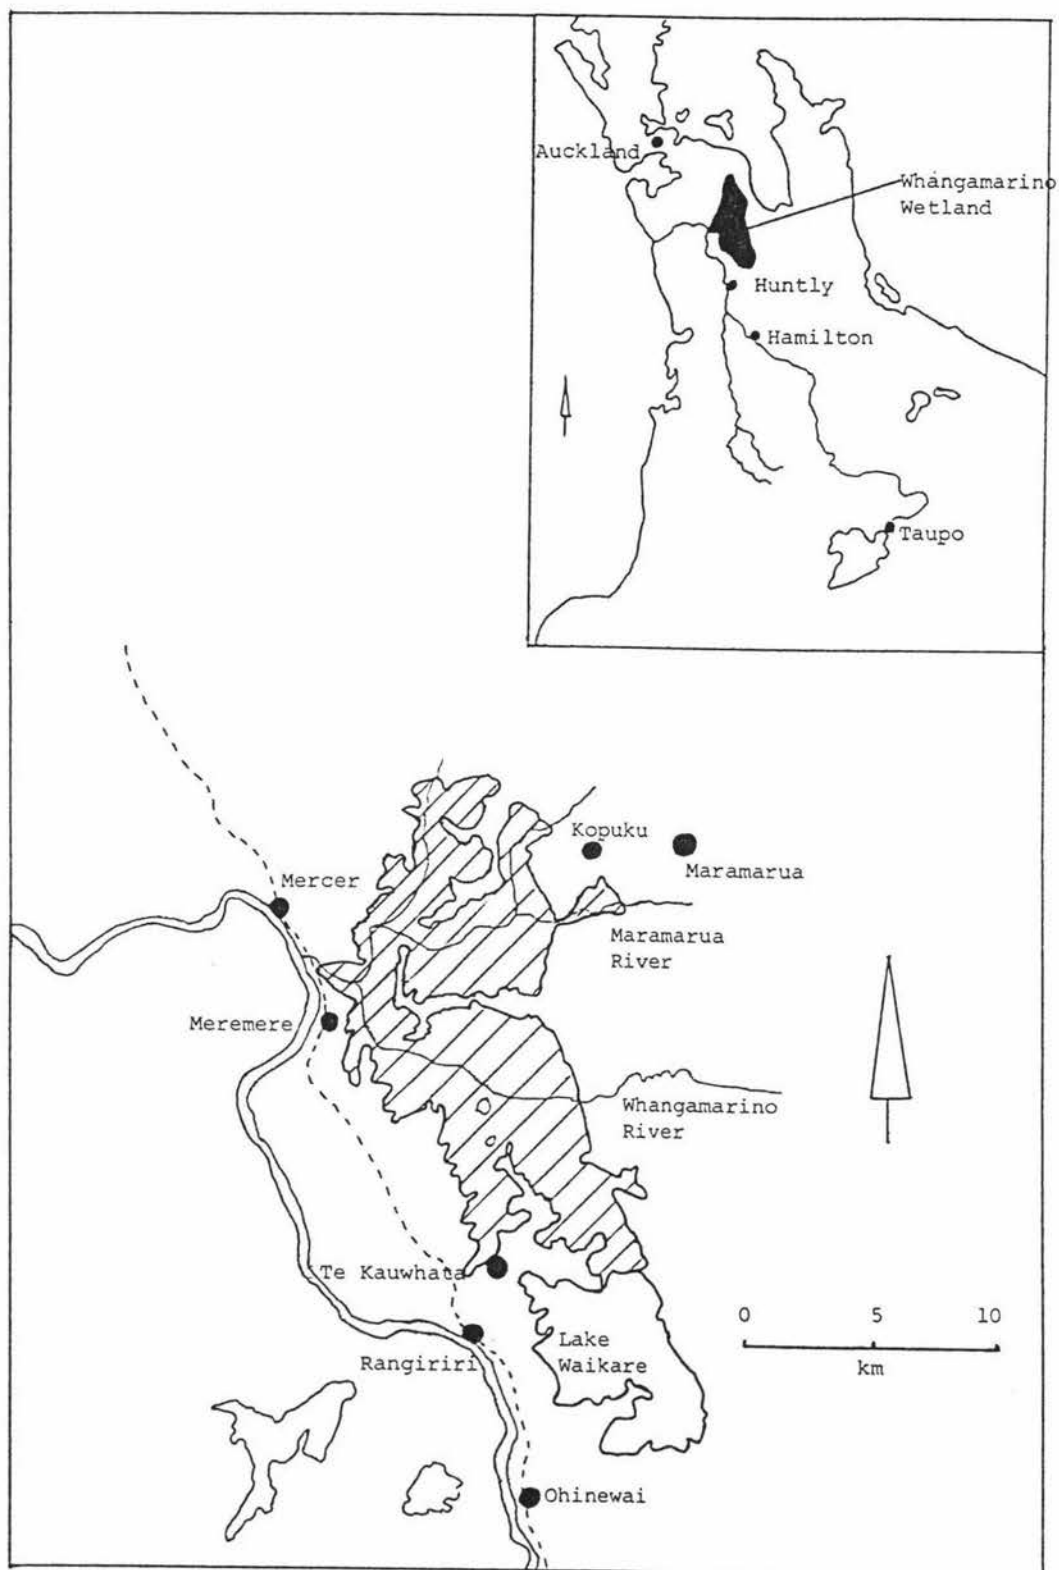 Auckland
Whangamarino
Wetland
Huntly
Hamilton
Taupo
Kopuku
Maramarua
Mercer
Maramarua
River
Meremere
Whangamarino
River
Te Kauwhata
0 5 10
km
Lake
Waikare
Rangiriri
Ohinewai